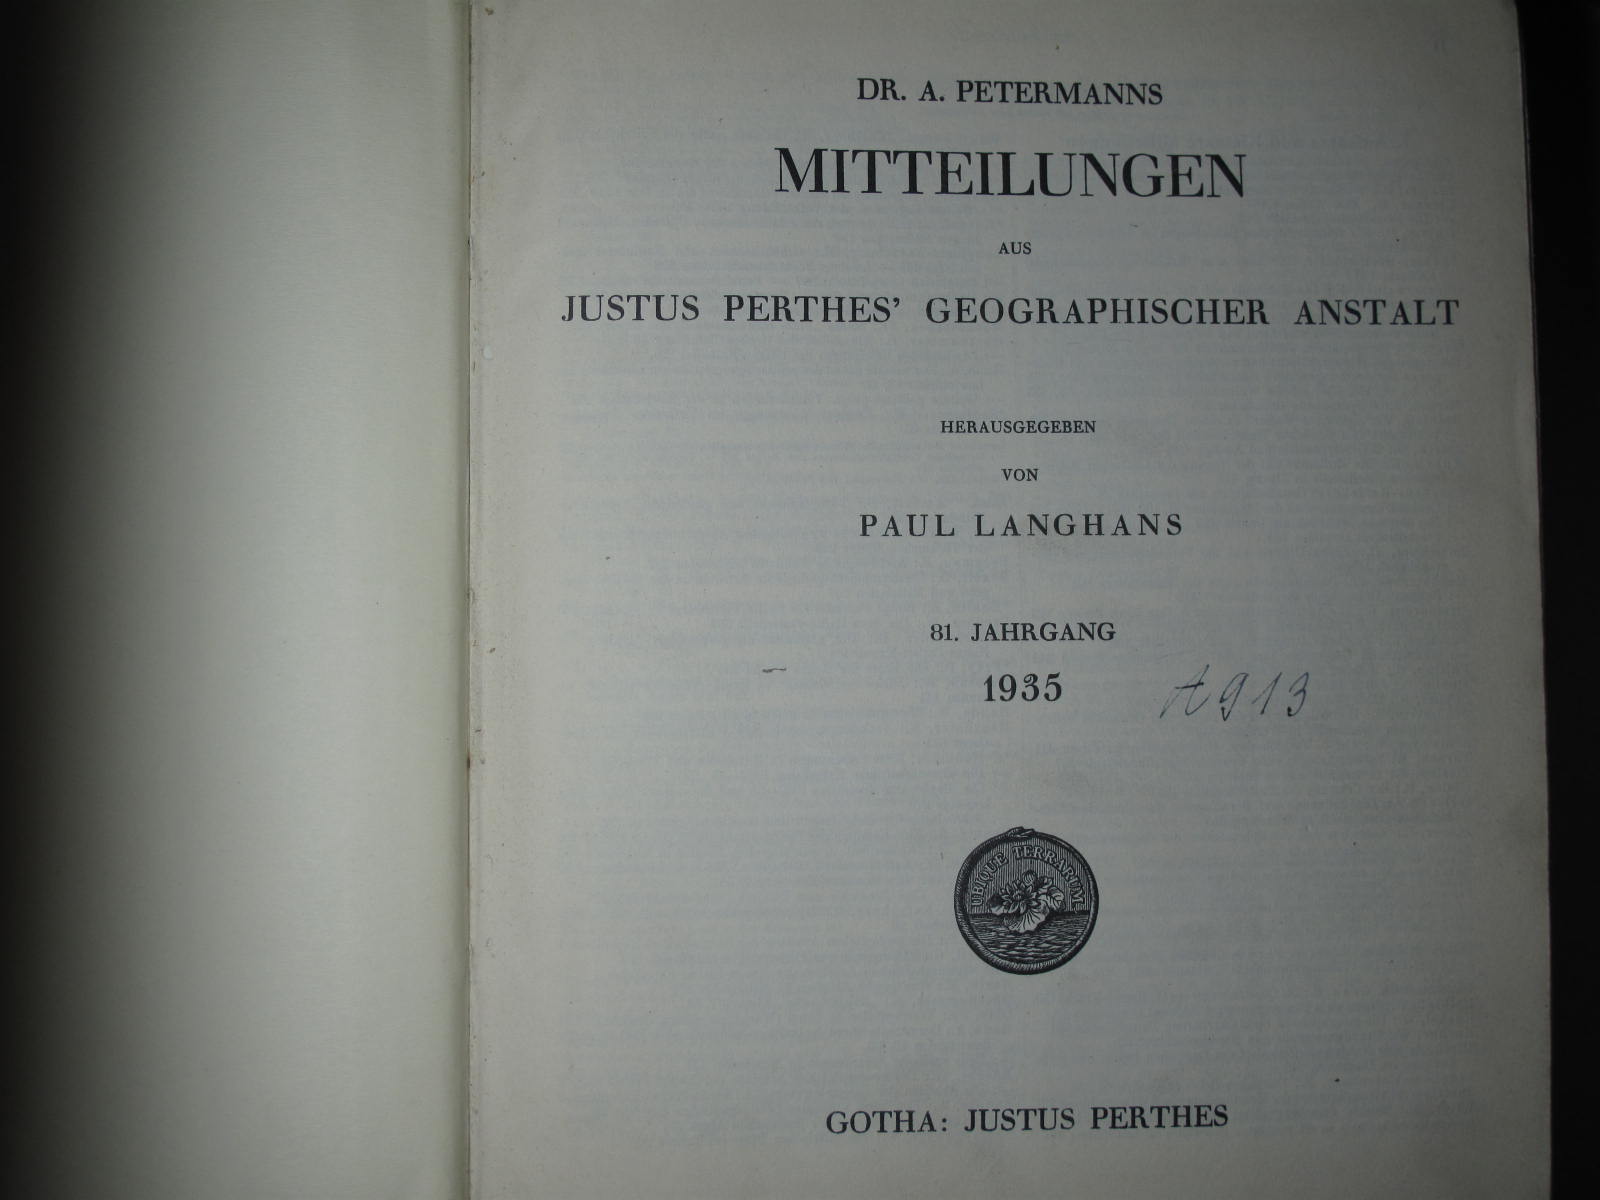 DR. A. PETERMANNS
MITTEILUNGEN
AUS
JUSTUS PERTHES’ GEOGRAPHISCHER ANSTALT
HERAUSGEGEBEN
VON
PAUL LANGHANS
81. JAHRGANG
1935
A 913
UBIQUE TERRARUM
GOTHA: JUSTUS PERTHES